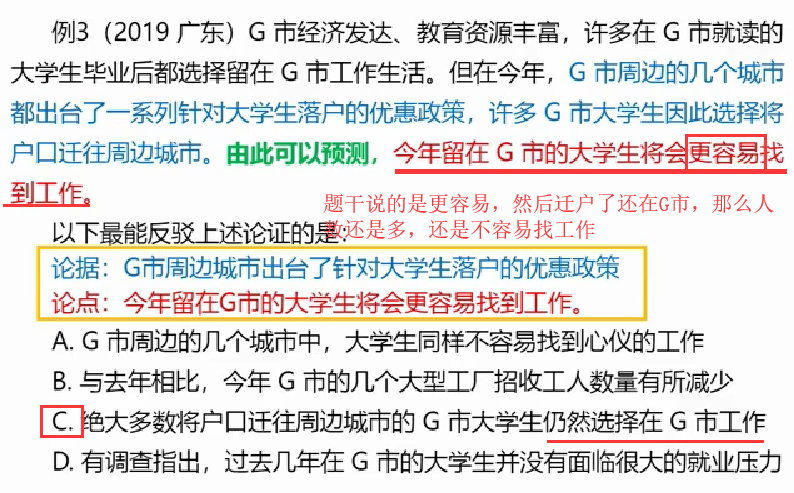 例3（2019 广东）G 市经济发达、教育资源丰富，许多在 G 市就读的
大学生毕业后都选择留在 G 市工作生活。但在今年，G 市周边的几个城市
都出台了一系列针对大学生落户的优惠政策，许多 G 市大学生因此选择将
户口迁往周边城市。由此可以预测，今年留在 G 市的大学生将会更容易找
到工作。
题干说的是更容易，然后迁户了还在G市，那么人
数还是多，还是不容易找工作
以下最能反驳上述论证的是：
论据：G市周边城市出台了针对大学生落户的优惠政策
论点：今年留在G市的大学生将会更容易找到工作。
A. G 市周边的几个城市中，大学生同样不容易找到心仪的工作
B. 与去年相比，今年 G 市的几个大型工厂招收工人数量有所减少
C. 绝大多数将户口迁往周边城市的 G 市大学生仍然选择在 G 市工作
D. 有调查指出，过去几年在 G 市的大学生并没有面临很大的就业压力